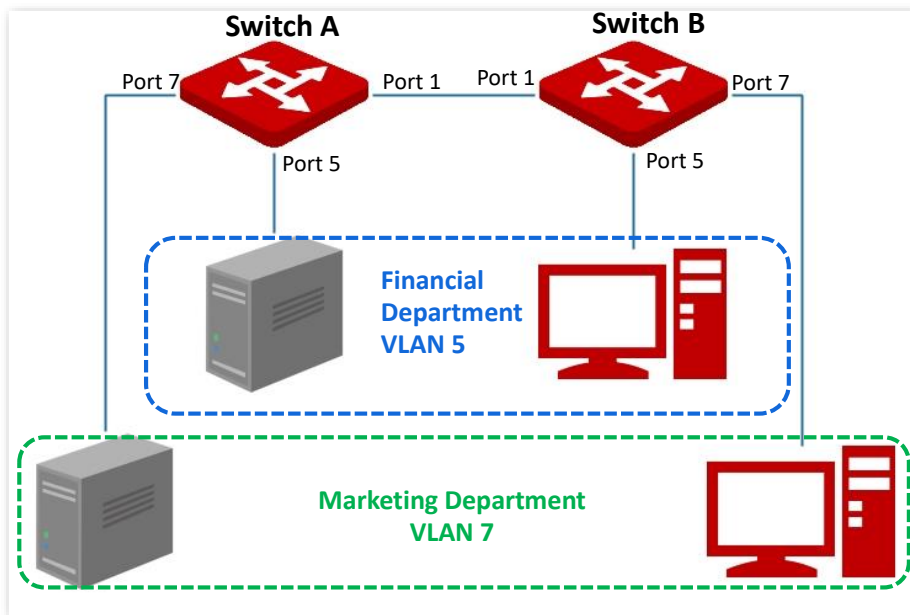 Switch A
Switch B
Port 7
Port 1
Port 1
Port 7
Port 5
Port 5
Financial
Department
VLAN 5
Marketing Department
VLAN 7